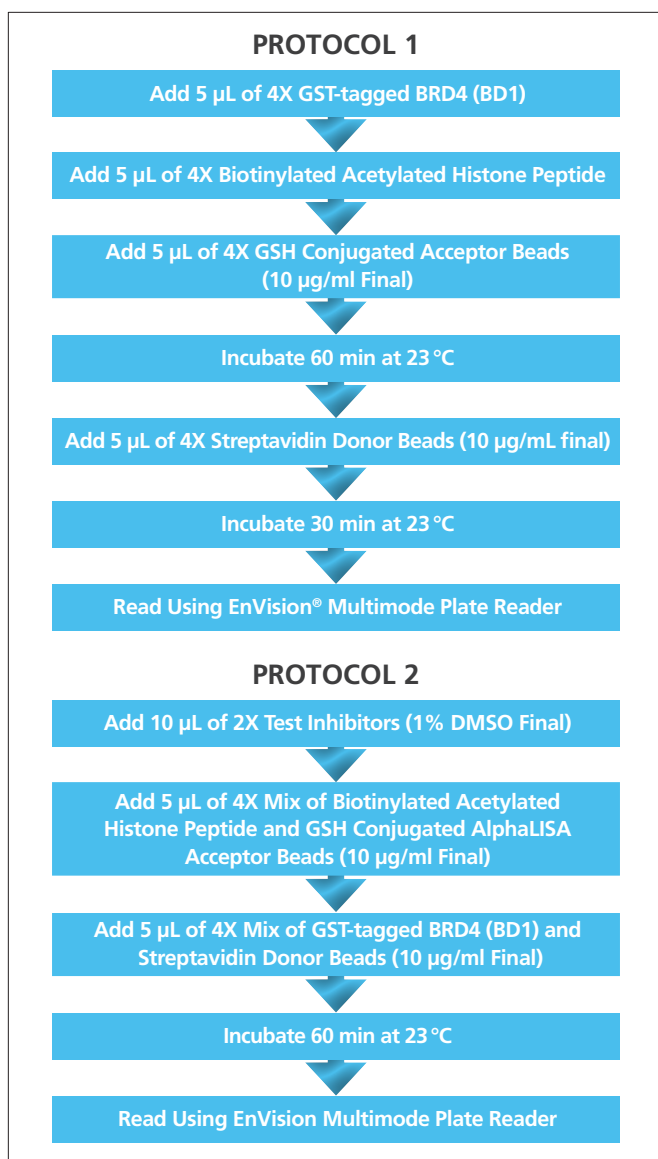 PROTOCOL 1
Add 5 µL of 4X GST-tagged BRD4 (BD1)
Add 5 µL of 4X Biotinylated Acetylated Histone Peptide
Add 5 µL of 4X GSH Conjugated Acceptor Beads
(10 µg/ml Final)
Incubate 60 min at 23 °C
Add 5 µL of 4X Streptavidin Donor Beads (10 µg/mL final)
Incubate 30 min at 23 °C
Read Using EnVision® Multimode Plate Reader
PROTOCOL 2
Add 10 µL of 2X Test Inhibitors (1% DMSO Final)
Add 5 µL of 4X Mix of Biotinylated Acetylated
Histone Peptide and GSH Conjugated AlphaLISA
Acceptor Beads (10 µg/ml Final)
Add 5 µL of 4X Mix of GST-tagged BRD4 (BD1) and
Streptavidin Donor Beads (10 µg/ml Final)
Incubate 60 min at 23 °C
Read Using EnVision Multimode Plate Reader